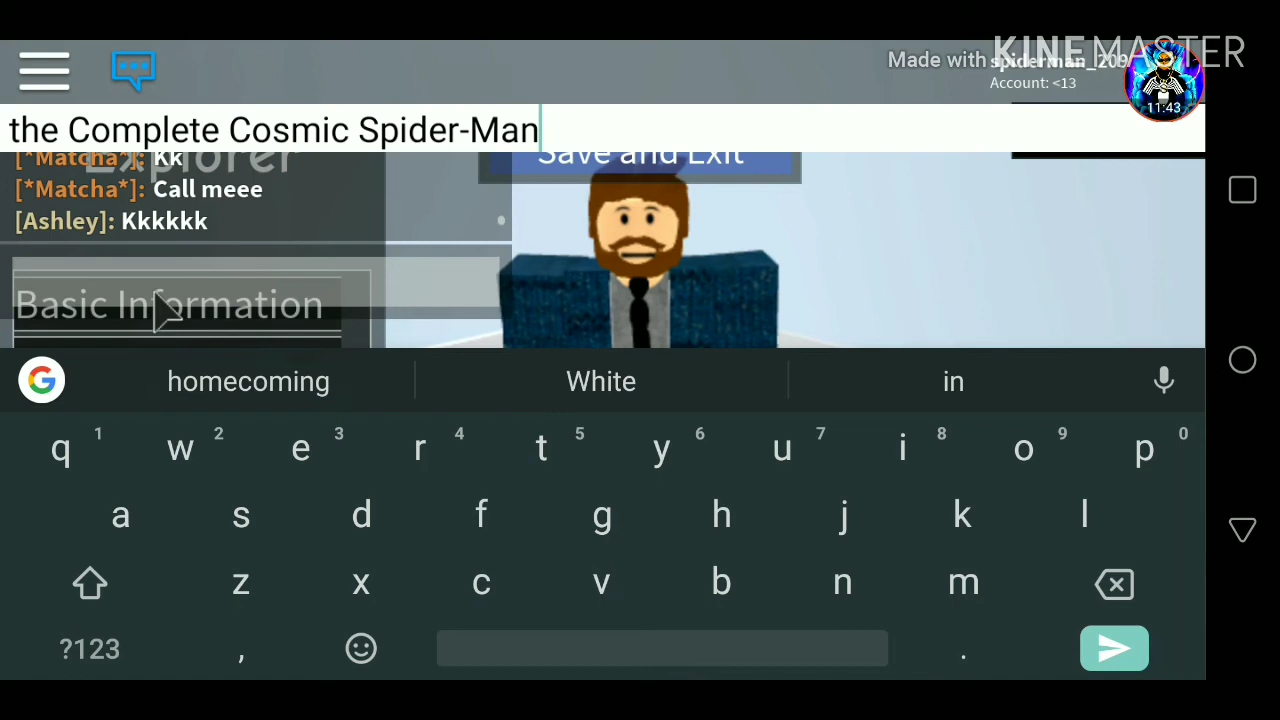 Made with KINEMASTER
spiderman_209
Account: <13
11:43
the Complete Cosmic Spider-Man
Explorer
Save and Exit
[*Matcha*]: Kk
[*Matcha*]: Call meee
[Ashley]: Kkkkkk
Basic Information
G
homecoming White in
q 1 w 2 e 3 r 4 t 5 y 6 u 7 i 8 o 9 p 0
a s d f g h j k l
z x c v b n m
?123 , .